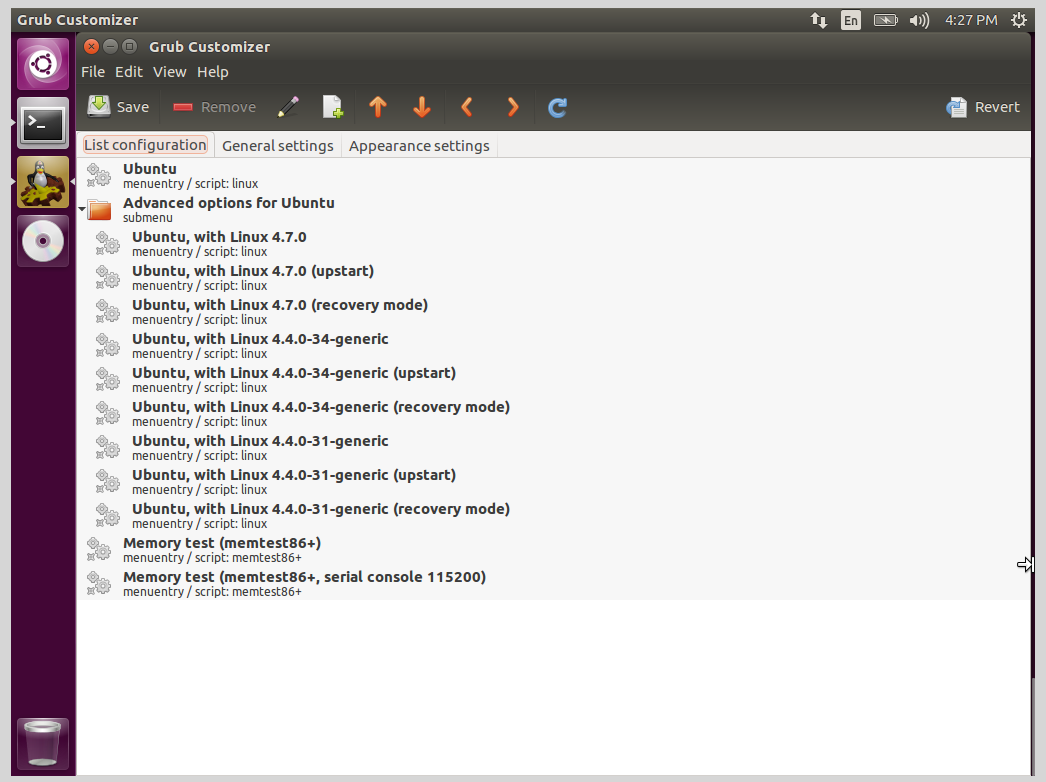 Grub Customizer
En
4:27 PM
Grub Customizer
File Edit View Help
Save Remove Revert
List configuration General settings Appearance settings
Ubuntu
menuentry / script: linux
Advanced options for Ubuntu
submenu
Ubuntu, with Linux 4.7.0
menuentry / script: linux
Ubuntu, with Linux 4.7.0 (upstart)
menuentry / script: linux
Ubuntu, with Linux 4.7.0 (recovery mode)
menuentry / script: linux
Ubuntu, with Linux 4.4.0-34-generic
menuentry / script: linux
Ubuntu, with Linux 4.4.0-34-generic (upstart)
menuentry / script: linux
Ubuntu, with Linux 4.4.0-34-generic (recovery mode)
menuentry / script: linux
Ubuntu, with Linux 4.4.0-31-generic
menuentry / script: linux
Ubuntu, with Linux 4.4.0-31-generic (upstart)
menuentry / script: linux
Ubuntu, with Linux 4.4.0-31-generic (recovery mode)
menuentry / script: linux
Memory test (memtest86+)
menuentry / script: memtest86+
Memory test (memtest86+, serial console 115200)
menuentry / script: memtest86+